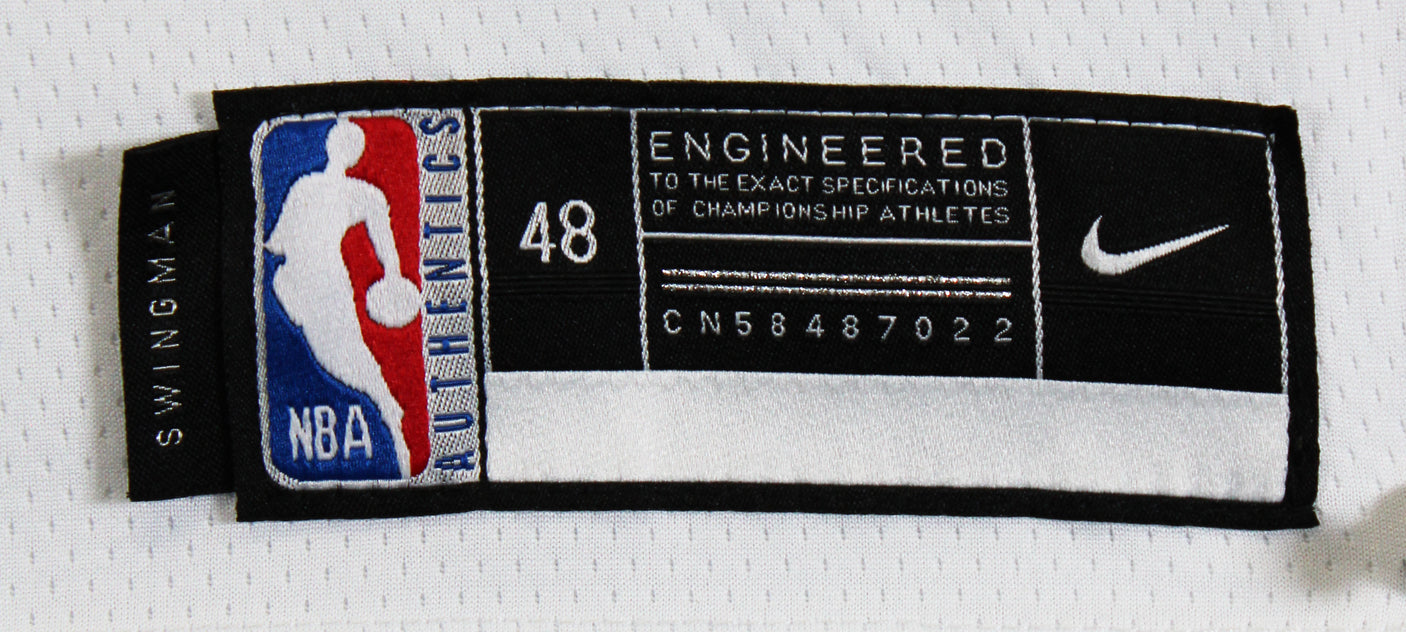 SWINGMAN
NBA
AUTHENTICS
48
ENGINEERED
TO THE EXACT SPECIFICATIONS
OF CHAMPIONSHIP ATHLETES
CN58487022